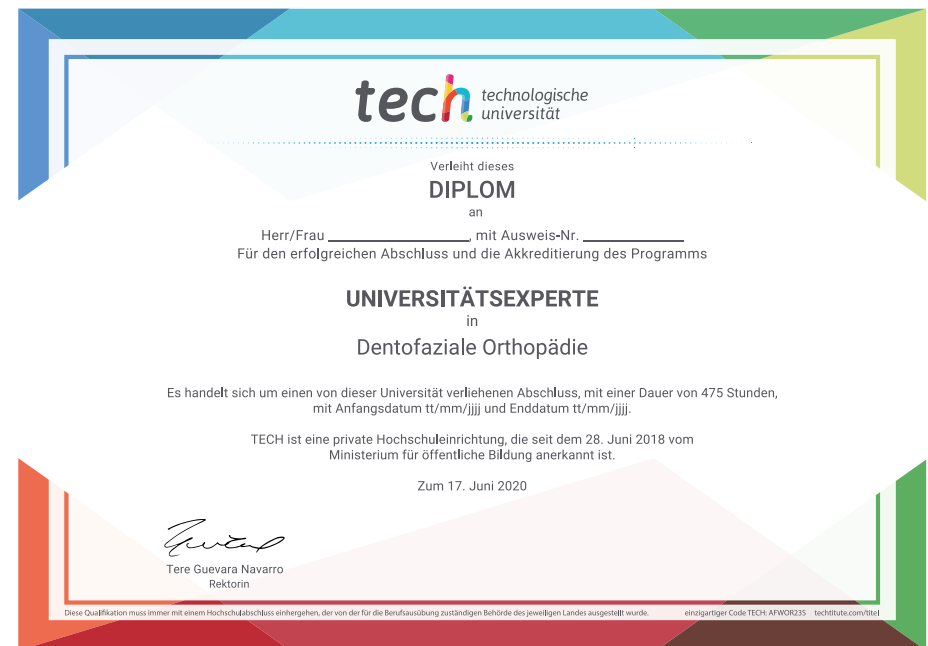 tech technologische
universität
Verleiht dieses
DIPLOM
an
Herr/Frau ____________________, mit Ausweis-Nr. ______________
Für den erfolgreichen Abschluss und die Akkreditierung des Programms
UNIVERSITÄTSEXPERTE
in
Dentofaziale Orthopädie
Es handelt sich um einen von dieser Universität verliehenen Abschluss, mit einer Dauer von 475 Stunden,
mit Anfangsdatum tt/mm/jjjj und Enddatum tt/mm/jjjj.
TECH ist eine private Hochschuleinrichtung, die seit dem 28. Juni 2018 vom
Ministerium für öffentliche Bildung anerkannt ist.
Zum 17. Juni 2020
Tere Guevara Navarro
Rektorin
Diese Qualifikation muss immer mit einem Hochschulabschluss einhergehen, der von der für die Berufsausübung zuständigen Behörde des jeweiligen Landes ausgestellt wurde. einzigartiger Code TECH: AFWOR235 techtitute.com/titel